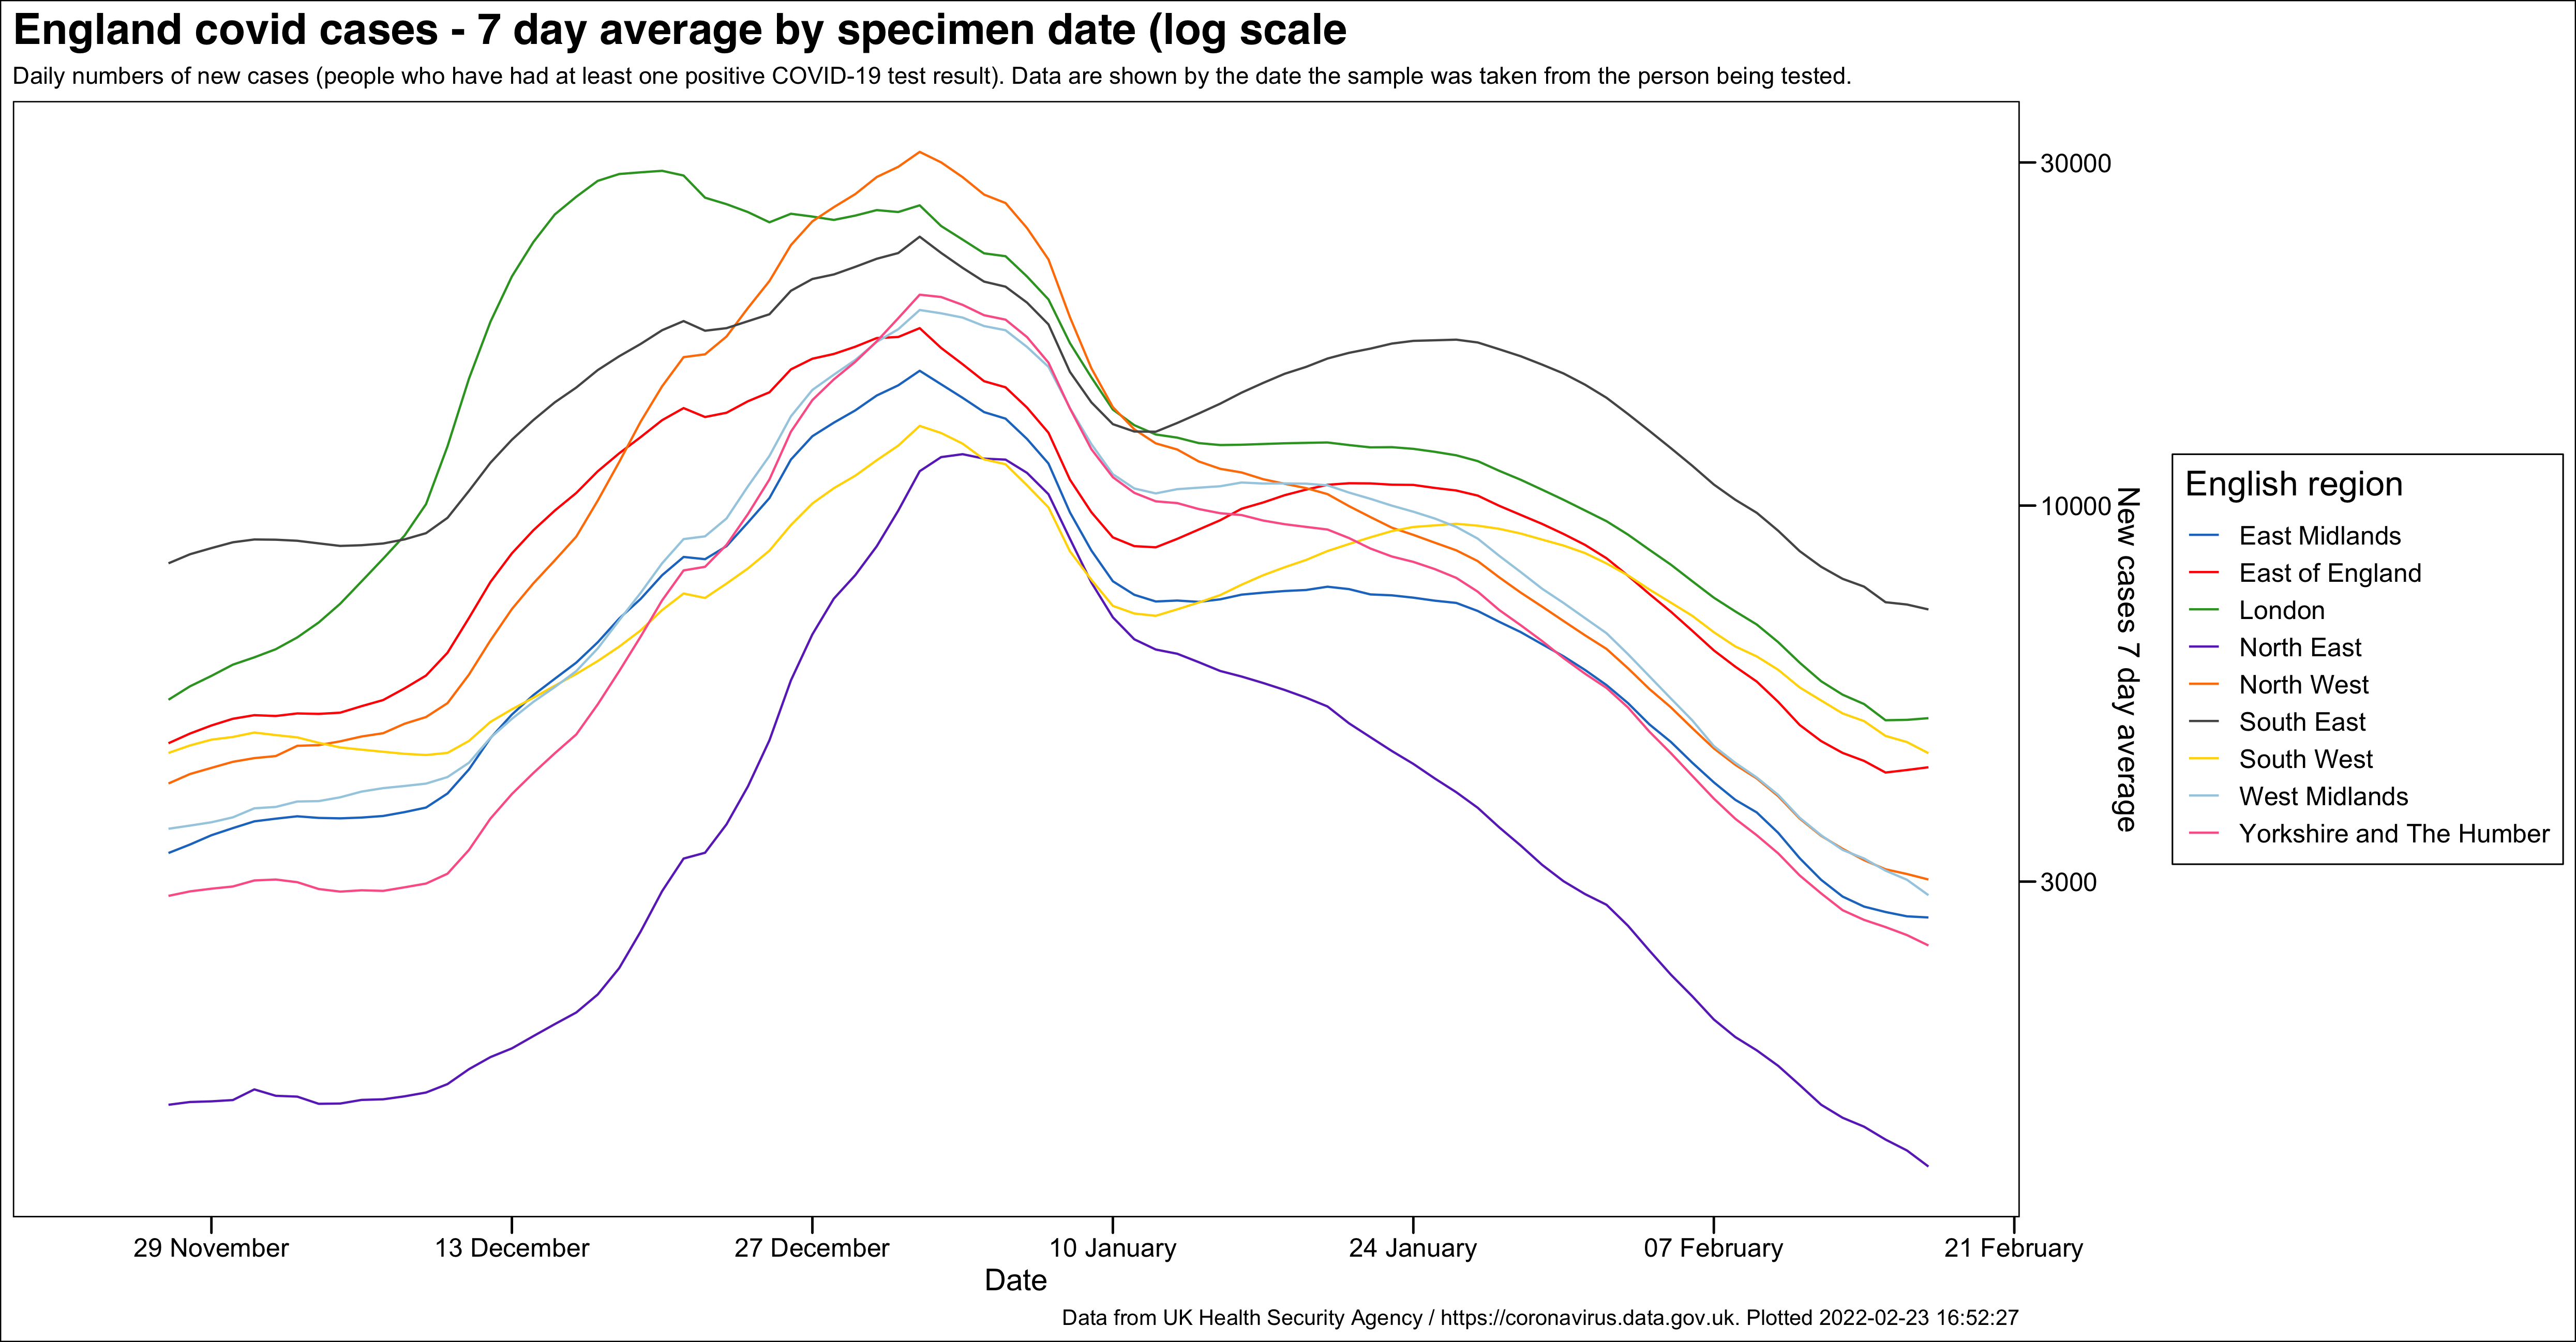 England covid cases - 7 day average by specimen date (log scale
Daily numbers of new cases (people who have had at least one positive COVID-19 test result). Data are shown by the date the sample was taken from the person being tested.
30000
10000
3000
New cases 7 day average
English region
East Midlands
East of England
London
North East
North West
South East
South West
West Midlands
Yorkshire and The Humber
29 November
13 December
27 December
10 January
24 January
07 February
21 February
Date
Data from UK Health Security Agency / https://coronavirus.data.gov.uk. Plotted 2022-02-23 16:52:27